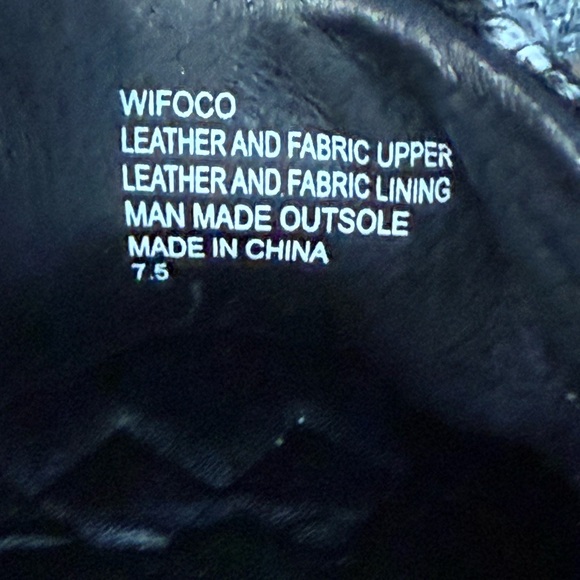 WIFOCO
LEATHER AND FABRIC UPPER
LEATHER AND FABRIC LINING
MAN MADE OUTSOLE
MADE IN CHINA
7.5